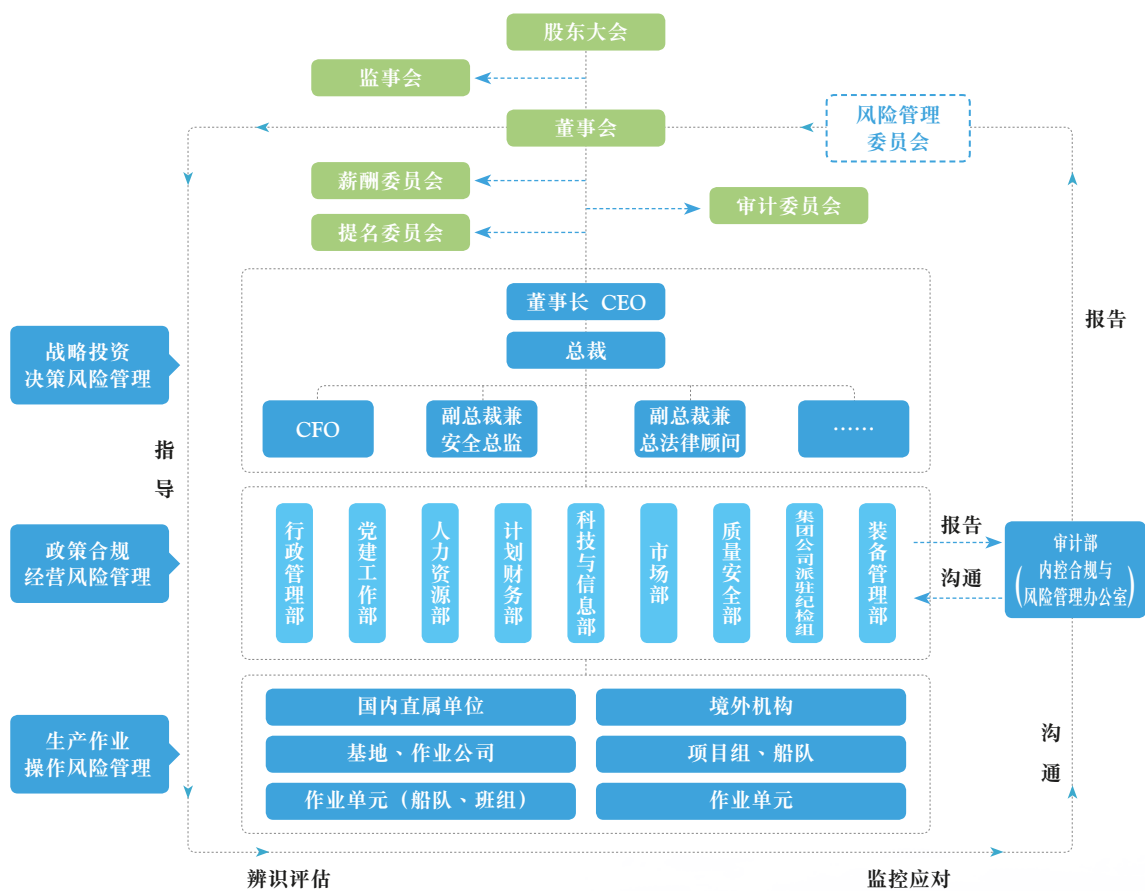 股东大会
监事会
董事会
风险管理
委员会
薪酬委员会
审计委员会
提名委员会
董事长 CEO
总裁
CFO
副总裁兼
安全总监
副总裁兼
总法律顾问
……
战略投资
决策风险管理
指
导
报告
政策合规
经营风险管理
行政管理部
党建工作部
人力资源部
计划财务部
科技与信息部
市场部
质量安全部
集团公司派驻纪检组
装备管理部
报告
沟通
审计部
(内控合规与
风险管理办公室)
生产作业
操作风险管理
国内直属单位
境外机构
基地、作业公司
项目组、船队
作业单元（船队、班组）
作业单元
沟
通
辨识评估
监控应对